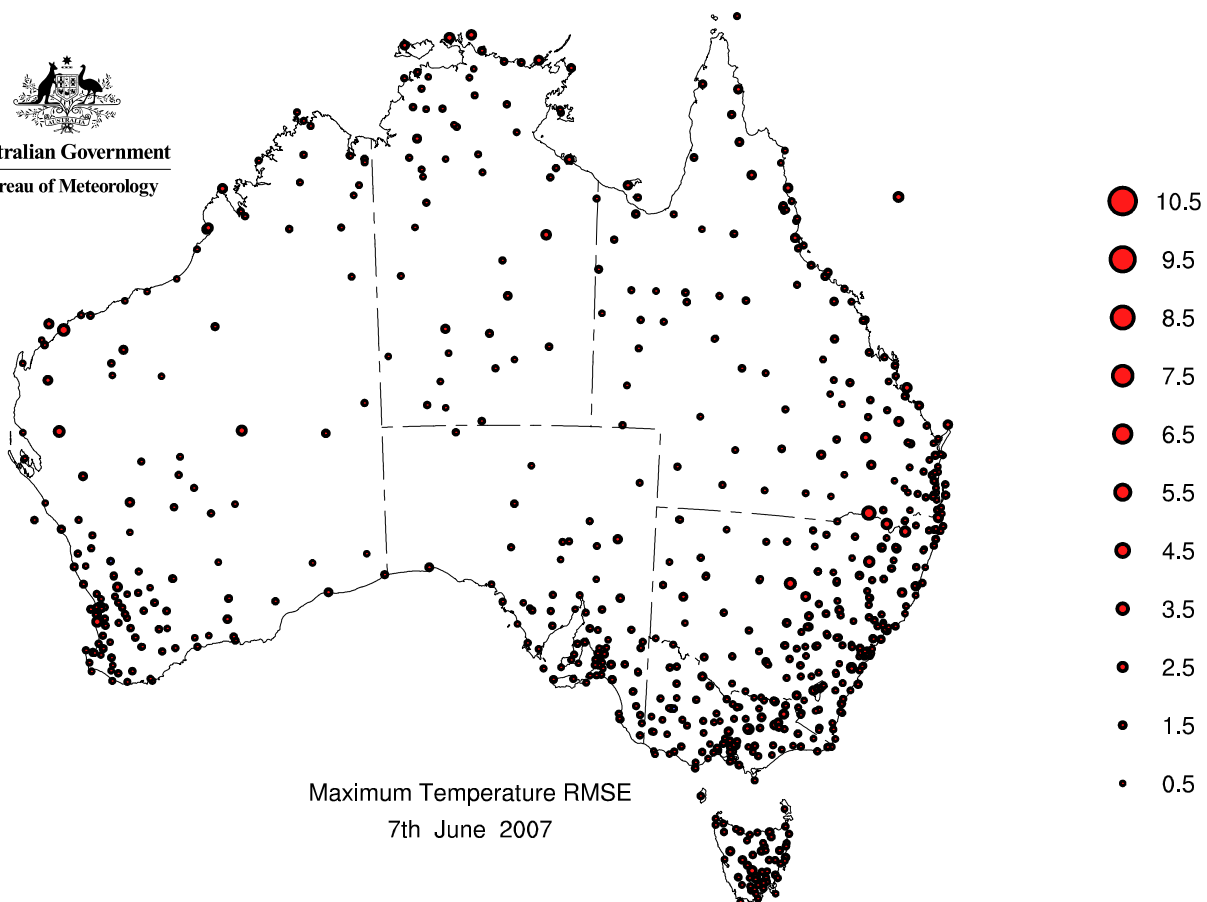 AUSTRALIA
tralian Government
reau of Meteorology
10.5
9.5
8.5
7.5
6.5
5.5
4.5
3.5
2.5
1.5
0.5
Maximum Temperature RMSE
7th June 2007